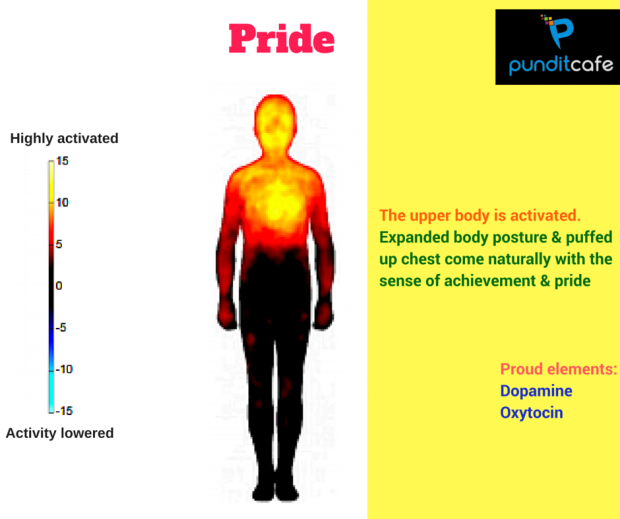 Pride
punditcafe
Highly activated
15
10
5
0
-5
-10
-15
Activity lowered
The upper body is activated.
Expanded body posture & puffed
up chest come naturally with the
sense of achievement & pride
Proud elements:
Dopamine
Oxytocin